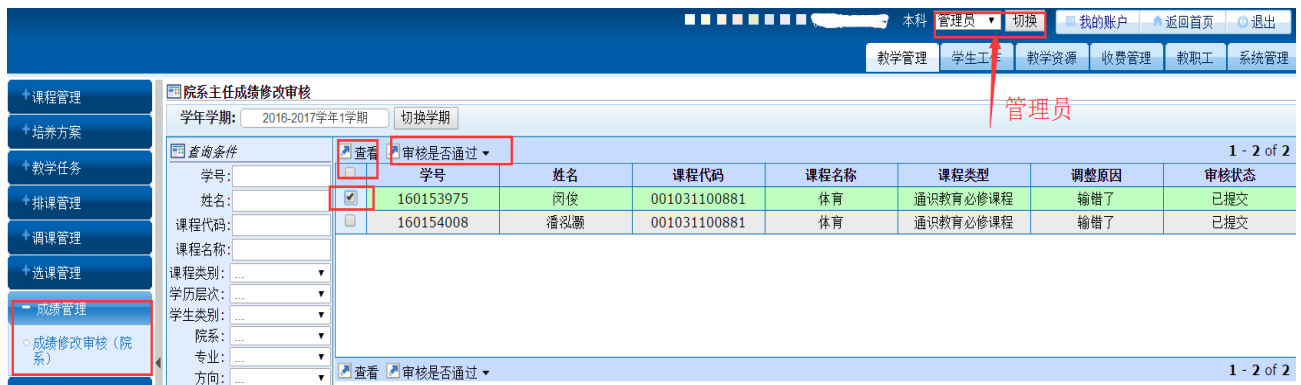 本科 管理员 切换 我的账户 返回首页 退出
教学管理 学生工作 教学资源 收费管理 教职工 系统管理
管理员
+课程管理
+培养方案
+教学任务
+排课管理
+调课管理
+选课管理
- 成绩管理
成绩修改审核（院
系）
院系主任成绩修改审核
学年学期: 2016-2017学年1学期 切换学期
查询条件
学号:
姓名:
课程代码:
课程名称:
课程类别: ...
学历层次: ...
学生类别: ...
院系: ...
专业: ...
方向: ...
查看 审核是否通过 1 - 2 of 2
学号 姓名 课程代码 课程名称 课程类型 调整原因 审核状态
160153975 闵俊 001031100881 体育 通识教育必修课程 输错了 已提交
160154008 潘泓灏 001031100881 体育 通识教育必修课程 输错了 已提交
查看 审核是否通过 1 - 2 of 2